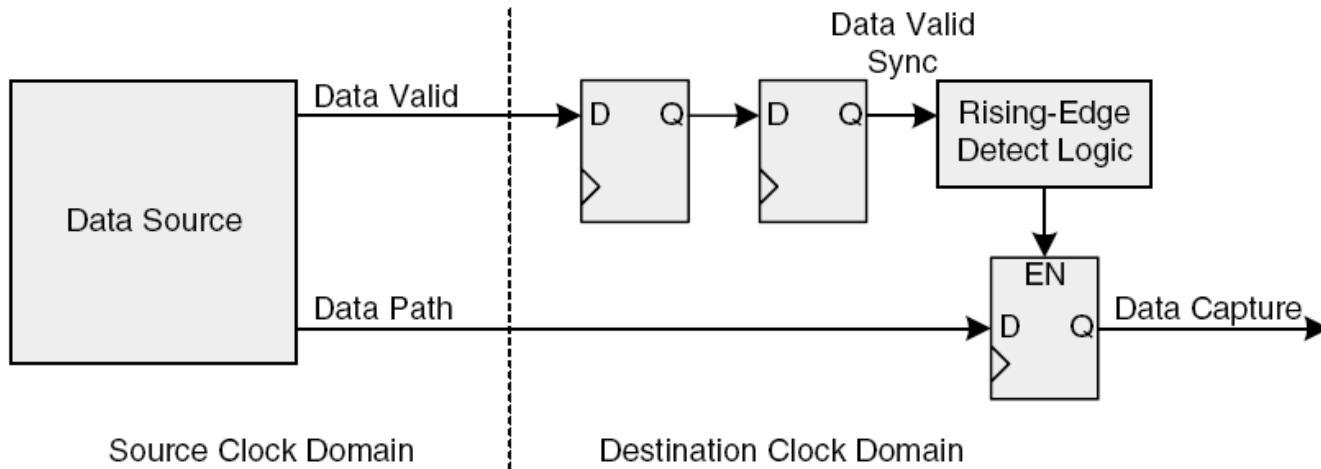 Data Valid
Sync
Data Valid
D Q
D Q
Rising-Edge
Detect Logic
Data Source
EN
Data Path
D Q
Data Capture
Source Clock Domain
Destination Clock Domain